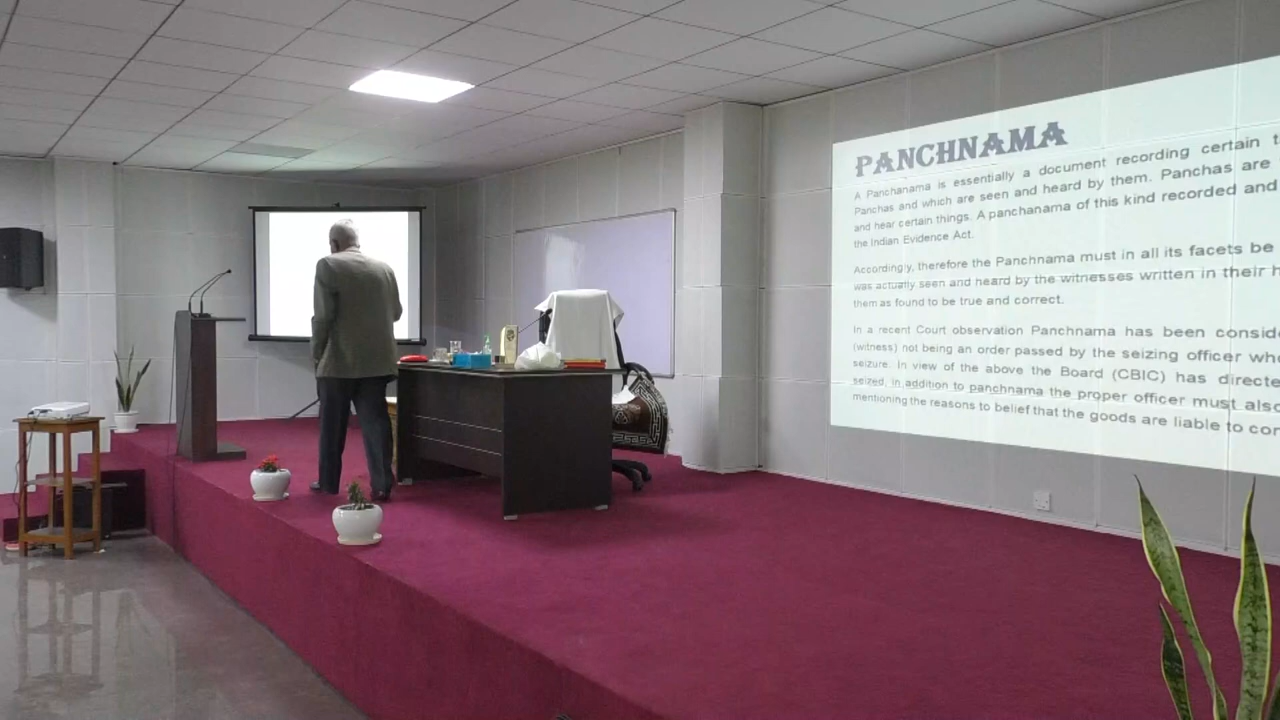 PANCHNAMA
A Panchanama is essentially a document recording certain
Panchas and which are seen and heard by them. Panchas are
and hear certain things. A panchanama of this kind recorded and
the Indian Evidence Act.
Accordingly, therefore the Panchnama must in all its facets be
was actually seen and heard by the witnesses written in their
them as found to be true and correct.
In a recent Court observation Panchnama has been
(witness) not being an order passed by the seizing officer
seizure. In view of the above the Board (CBIC) has
seized, in addition to panchnama the proper officer must
mentioning the reasons to belief that the goods are liable to